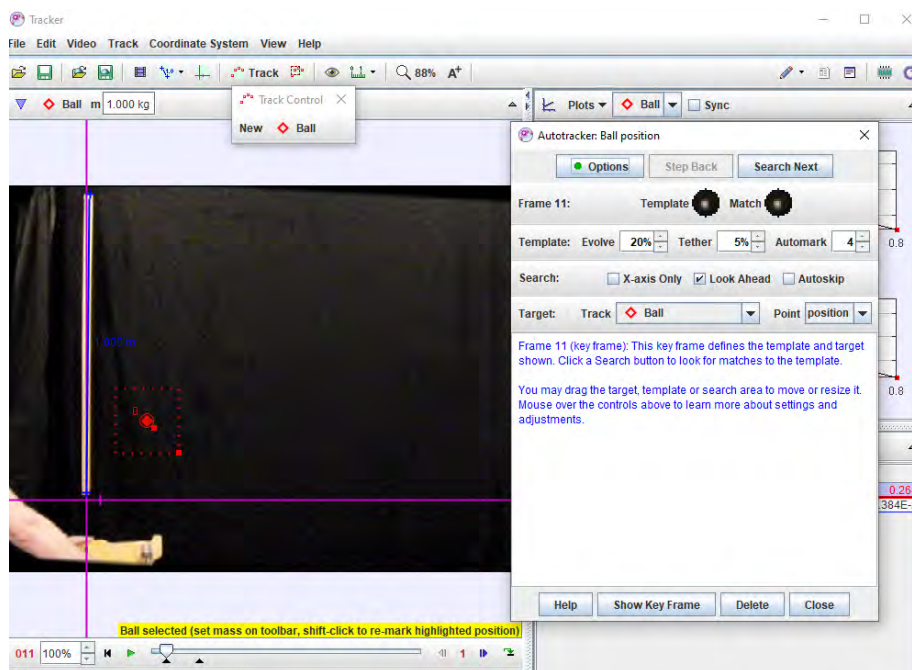 Tracker
File Edit Video Track Coordinate System View Help
Track 88% A+
Ball m 1.000 kg
Track Control
New Ball
Plots Ball Sync
Autotracker: Ball position
Options Step Back Search Next
Frame 11: Template Match
Template: Evolve 20% Tether 5% Automark 4
Search: X-axis Only Look Ahead Autoskip
Target: Track Ball Point position
Frame 11 (key frame): This key frame defines the template and target
shown. Click a Search button to look for matches to the template.
You may drag the target, template or search area to move or resize it.
Mouse over the controls above to learn more about settings and
adjustments.
Help Show Key Frame Delete Close
0.8
0.8
0.26
.384E-
Ball selected (set mass on toolbar, shift-click to re-mark highlighted position)
011 100% 1